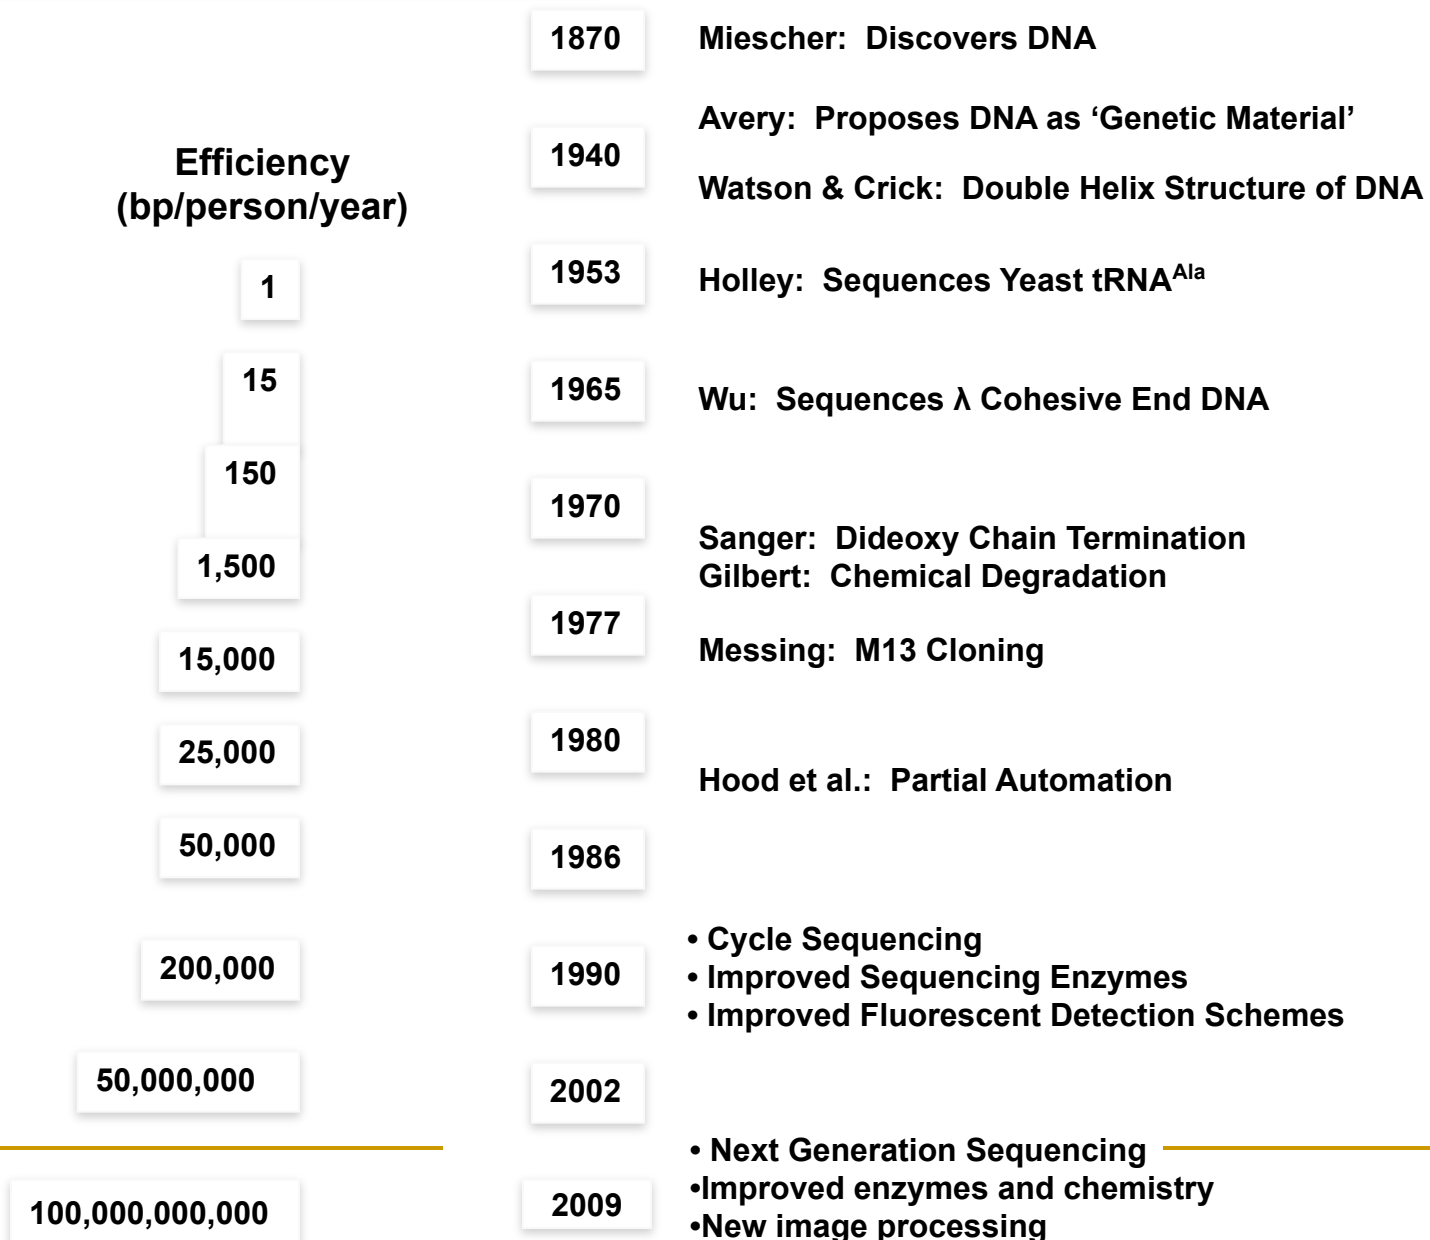 1870
Miescher: Discovers DNA
Avery: Proposes DNA as ‘Genetic Material’
Efficiency
(bp/person/year)
1940
Watson & Crick: Double Helix Structure of DNA
1
1953
Holley: Sequences Yeast tRNAAla
15
1965
Wu: Sequences λ Cohesive End DNA
150
1970
Sanger: Dideoxy Chain Termination
1,500
Gilbert: Chemical Degradation
1977
15,000
Messing: M13 Cloning
25,000
1980
Hood et al.: Partial Automation
50,000
1986
• Cycle Sequencing
200,000
1990
• Improved Sequencing Enzymes
• Improved Fluorescent Detection Schemes
50,000,000
2002
• Next Generation Sequencing
•Improved enzymes and chemistry
100,000,000,000
2009
•New image processing